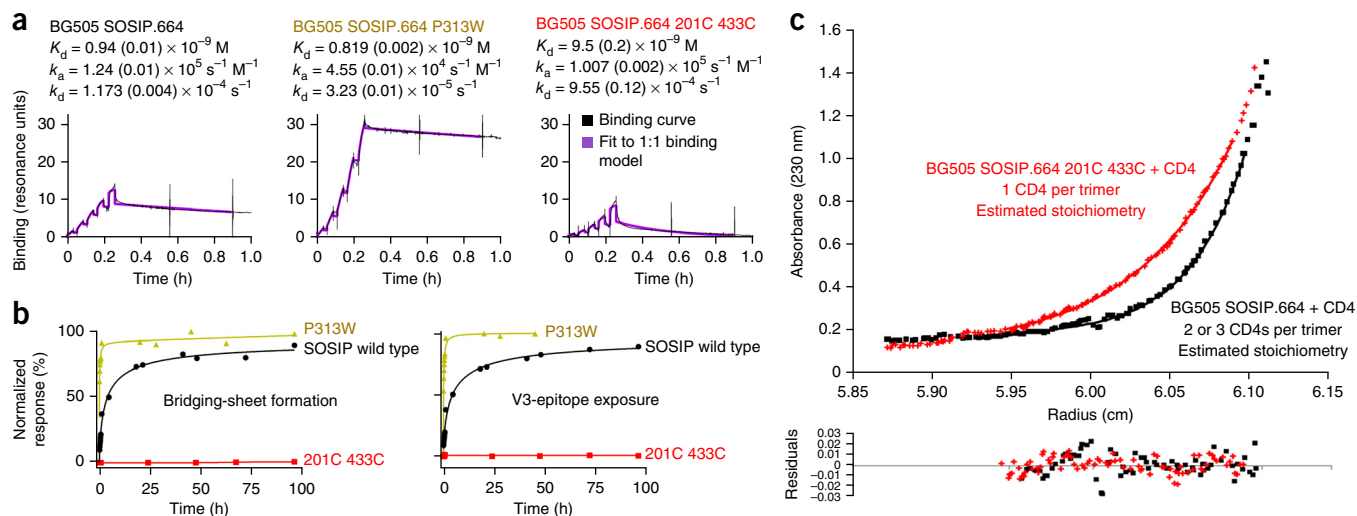 a
BG505 SOSIP.664
Kd = 0.94 (0.01) × 10⁻⁹ M
ka = 1.24 (0.01) × 10⁵ s⁻¹ M⁻¹
kd = 1.173 (0.004) × 10⁻⁴ s⁻¹
BG505 SOSIP.664 P313W
Kd = 0.819 (0.002) × 10⁻⁹ M
ka = 4.55 (0.01) × 10⁴ s⁻¹ M⁻¹
kd = 3.23 (0.01) × 10⁻⁵ s⁻¹
BG505 SOSIP.664 201C 433C
Kd = 9.5 (0.2) × 10⁻⁹ M
ka = 1.007 (0.002) × 10⁵ s⁻¹ M⁻¹
kd = 9.55 (0.12) × 10⁻⁴ s⁻¹
Binding (resonance units)
30
20
10
0
0 0.2 0.4 0.6 0.8 1.0
Time (h)
30
20
10
0
0 0.2 0.4 0.6 0.8 1.0
Time (h)
30
20
10
0
Binding curve
Fit to 1:1 binding
model
0 0.2 0.4 0.6 0.8 1.0
Time (h)
b
Normalized
response (%)
100
50
0
P313W
SOSIP wild type
Bridging-sheet formation
201C 433C
0 25 50 75 100
Time (h)
P313W
SOSIP wild type
V3-epitope exposure
201C 433C
0 25 50 75 100
Time (h)
c
Absorbance (230 nm)
1.6
1.4
1.2
1.0
0.8
0.6
0.4
0.2
0
BG505 SOSIP.664 201C 433C + CD4
1 CD4 per trimer
Estimated stoichiometry
BG505 SOSIP.664 + CD4
2 or 3 CD4s per trimer
Estimated stoichiometry
5.85 5.90 5.95 6.00 6.05 6.10 6.15
Radius (cm)
Residuals
0.03
0.02
0.01
0
-0.01
-0.02
-0.03